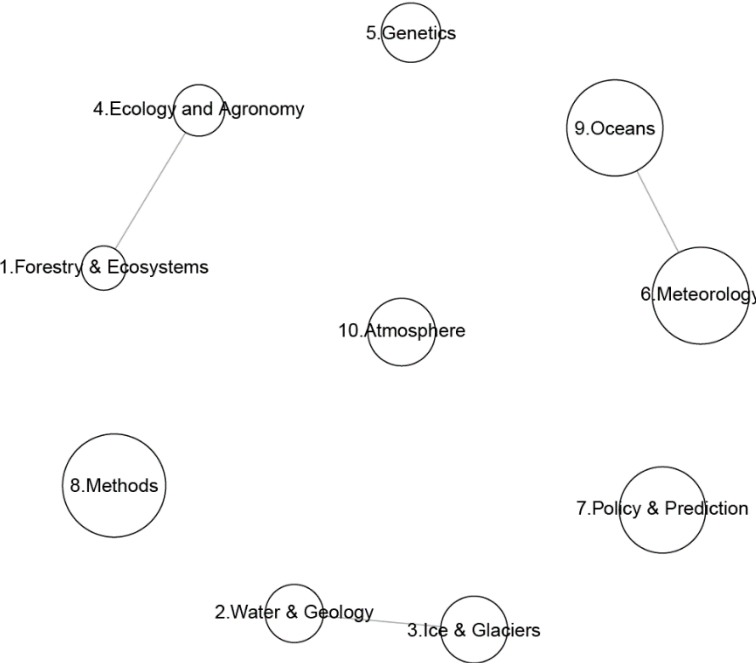 5.Genetics
4.Ecology and Agronomy
9.Oceans
1.Forestry & Ecosystems
6.Meteorology
10.Atmosphere
8.Methods
7.Policy & Prediction
2.Water & Geology
3.Ice & Glaciers